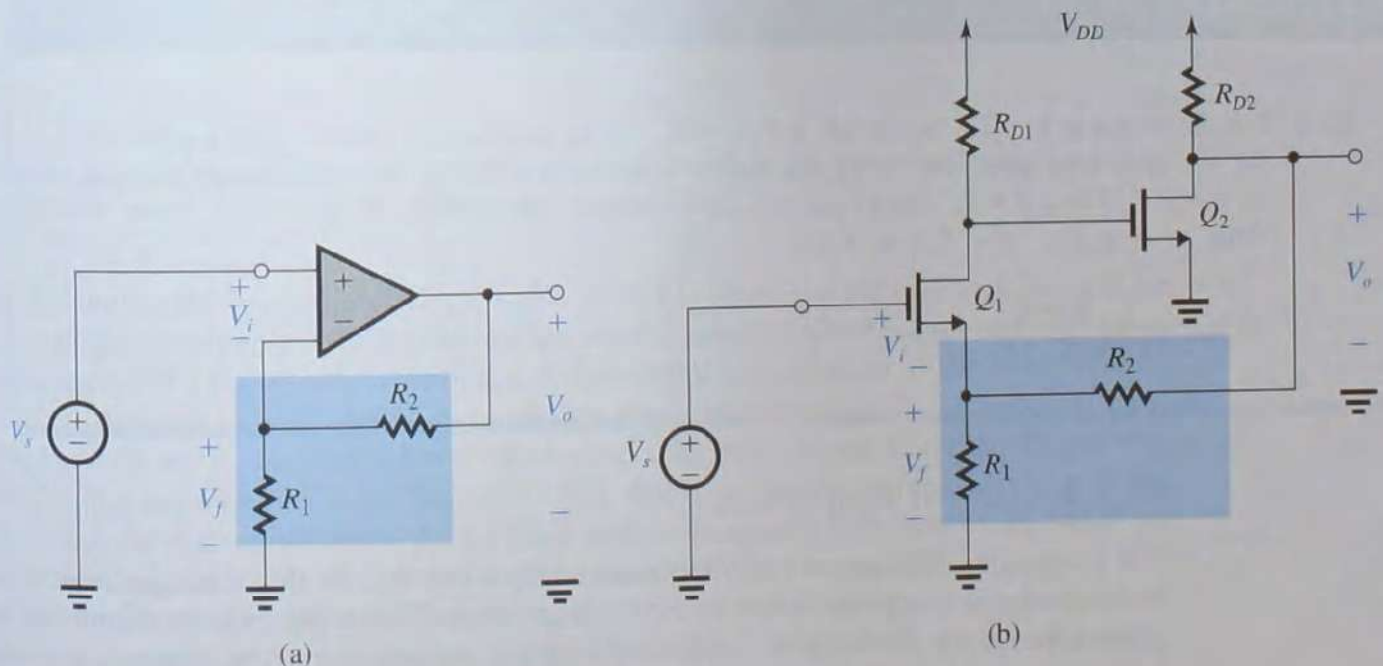 V_DD
R_D1
R_D2
Q_2
+
V_o
−
+
V_i
−
+
−
R_2
+
V_o
−
V_s
+
−
+
V_f
−
R_1
Q_1
+
V_i
−
R_2
+
V_f
−
R_1
V_s
+
−
(a)
(b)